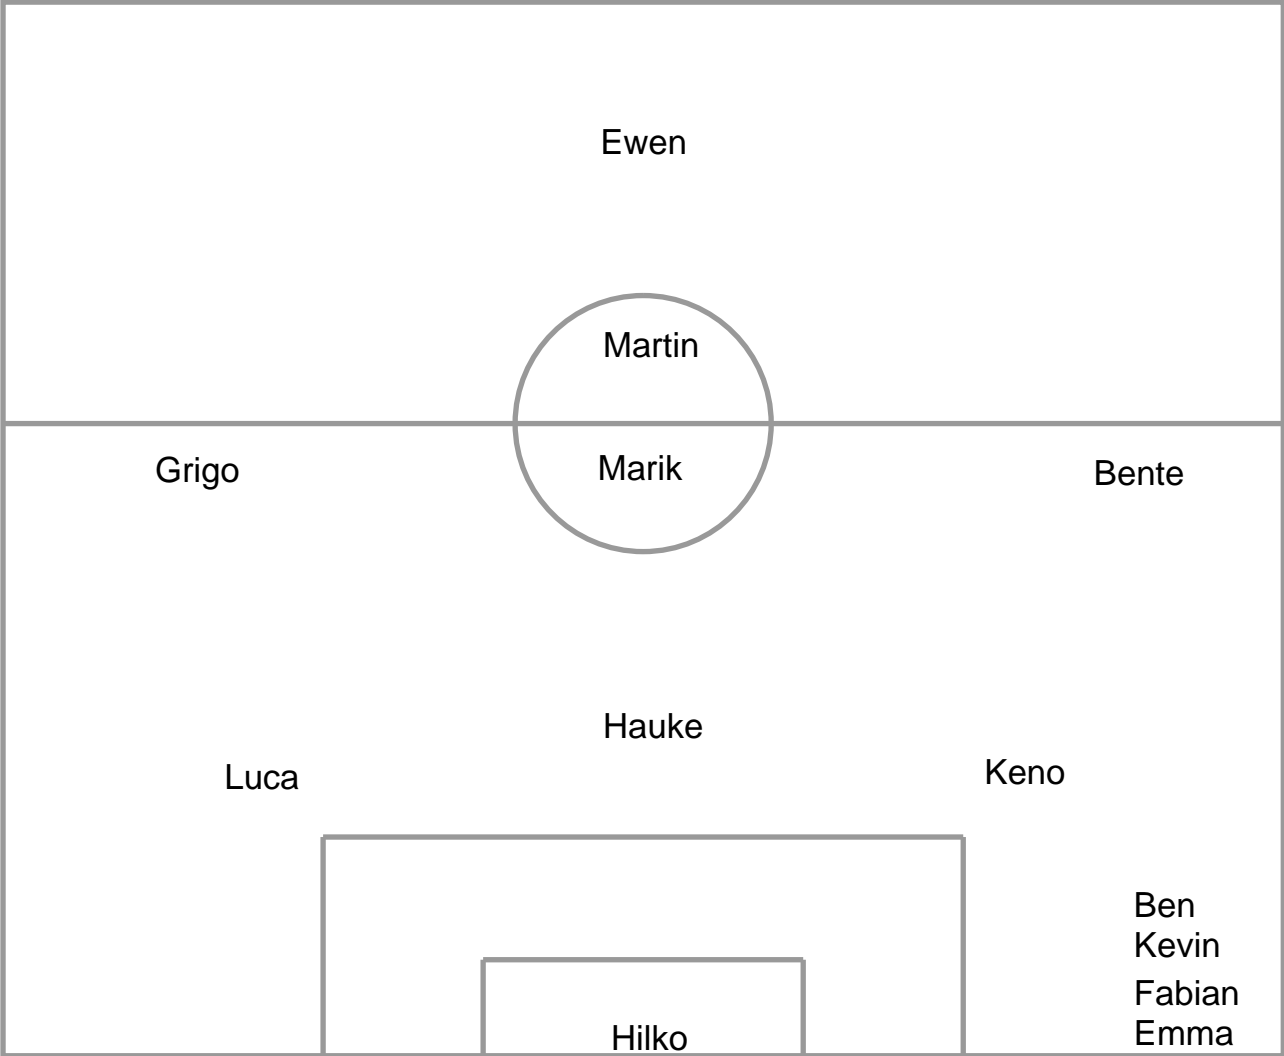 Ewen
Martin
Grigo
Marik
Bente
Hauke
Luca
Keno
Ben
Kevin
Fabian
Emma
Hilko